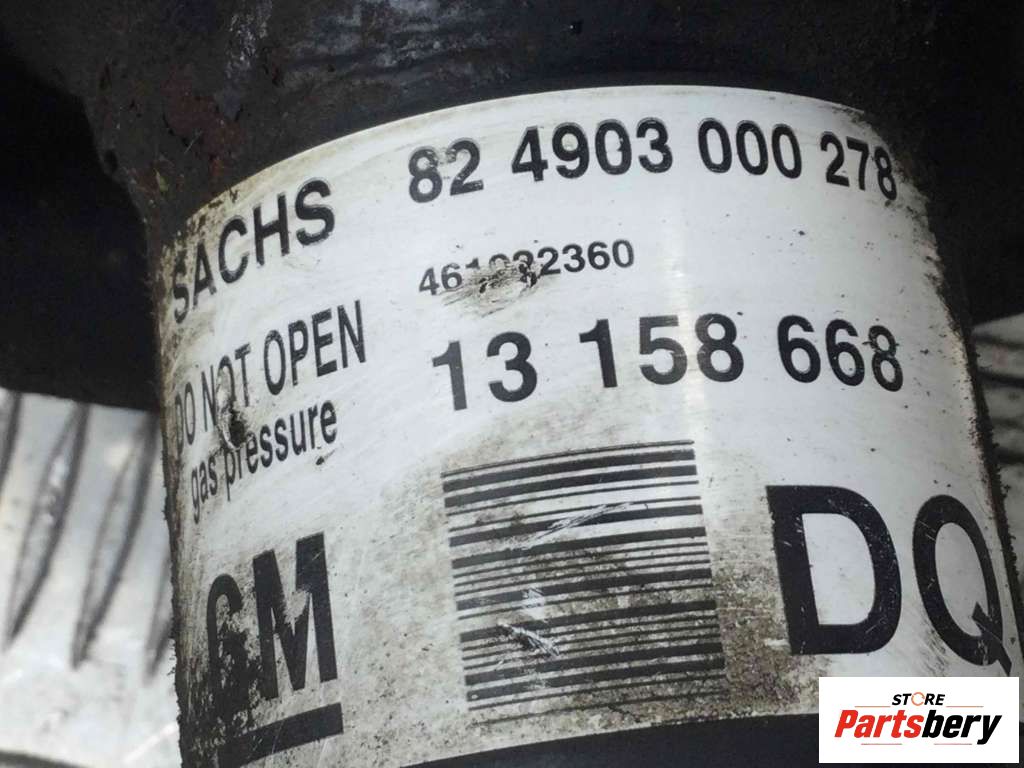 SACHS 82 4903 000 278
DO NOT OPEN
gas pressure
13 158 668
GM
DQ
STORE
Partsbery